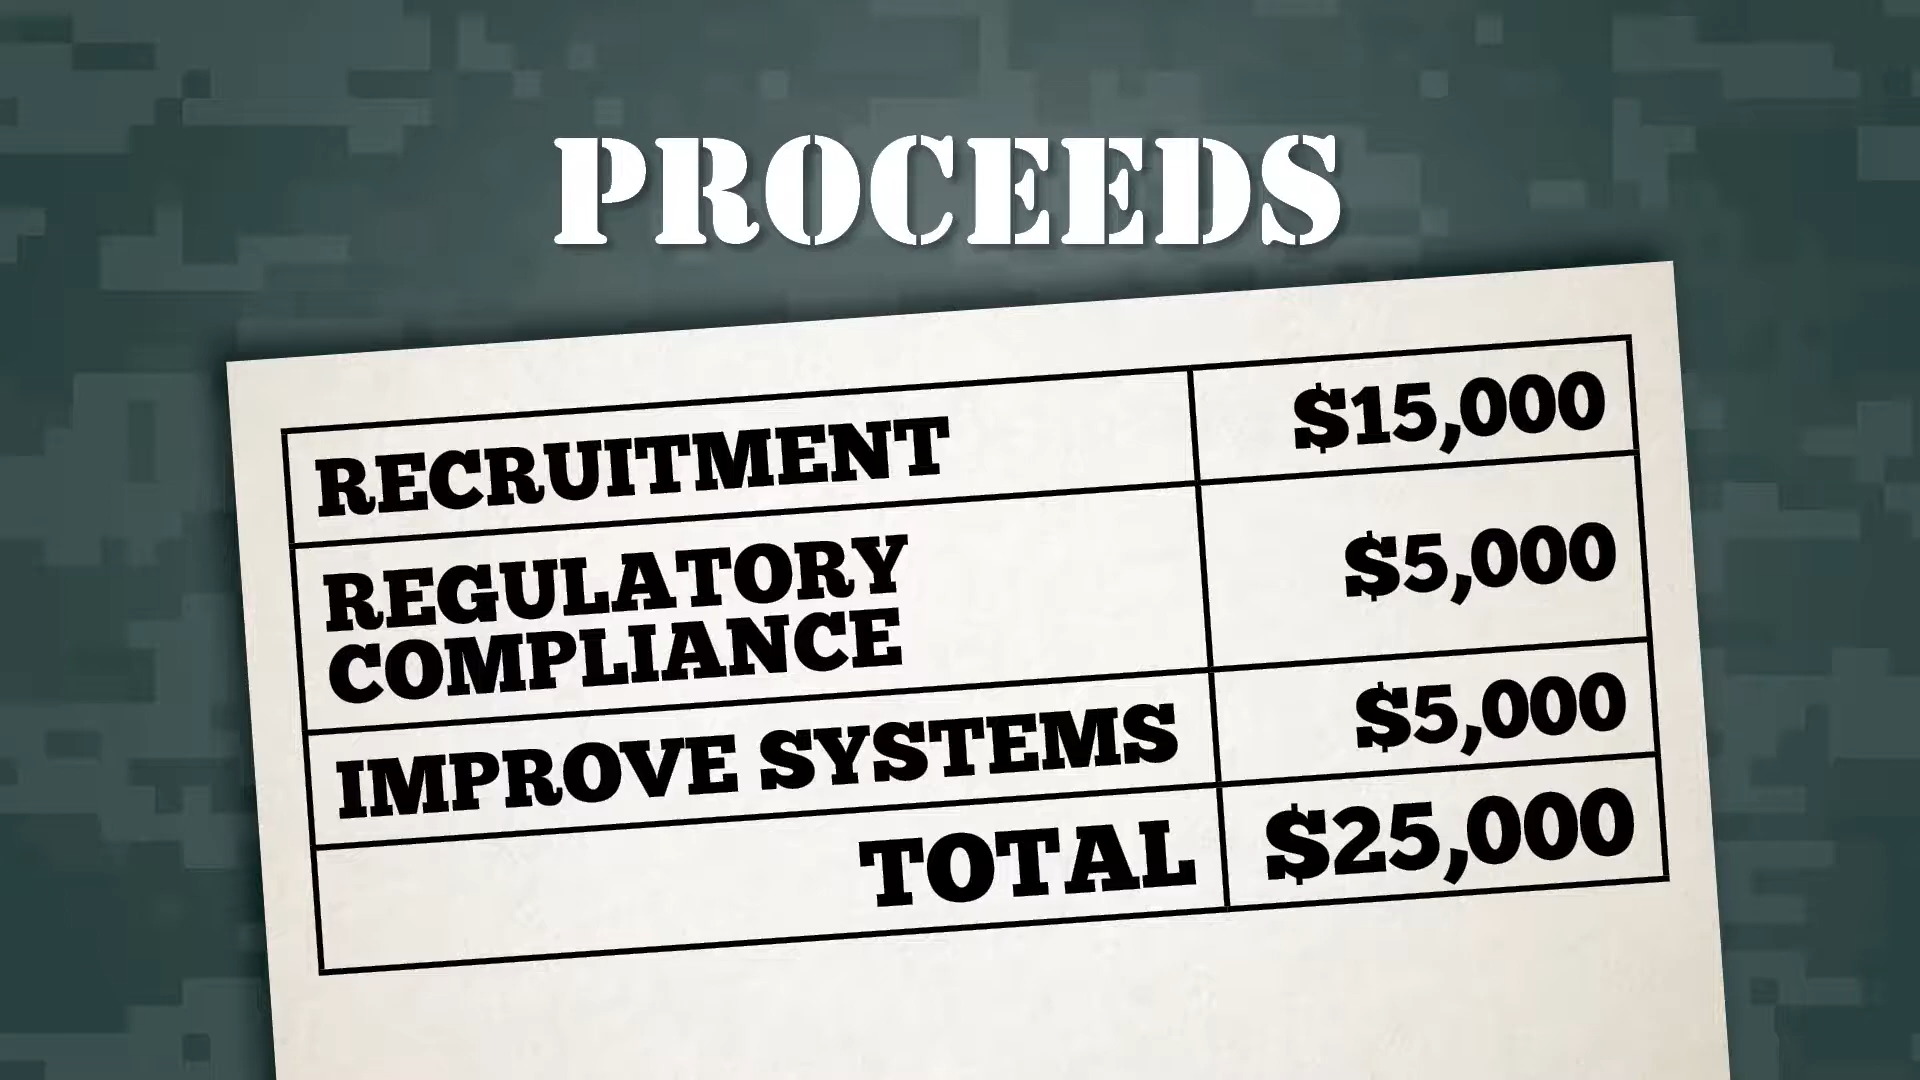 PROCEEDS
RECRUITMENT $15,000
REGULATORY
COMPLIANCE $5,000
IMPROVE SYSTEMS $5,000
TOTAL $25,000